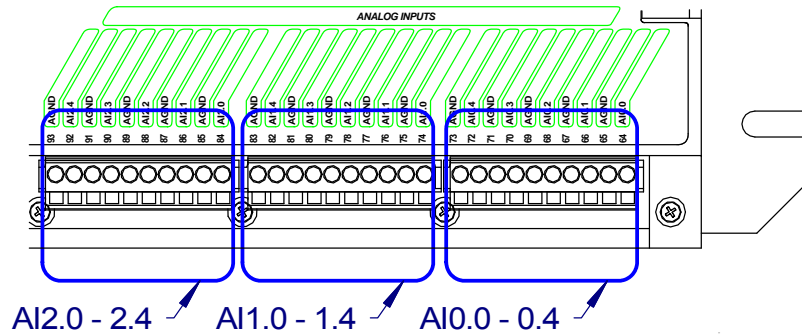 ANALOG INPUTS
93 AGND
92 AI2.4
91 AGND
90 AI2.3
89 AGND
88 AI2.2
87 AGND
86 AI2.1
85 AGND
84 AI2.0
83 AGND
82 AI1.4
81 AGND
80 AI1.3
79 AGND
78 AI1.2
77 AGND
76 AI1.1
75 AGND
74 AI1.0
73 AGND
72 AI0.4
71 AGND
70 AI0.3
69 AGND
68 AI0.2
67 AGND
66 AI0.1
65 AGND
64 AI0.0
AI2.0 - 2.4
AI1.0 - 1.4
AI0.0 - 0.4